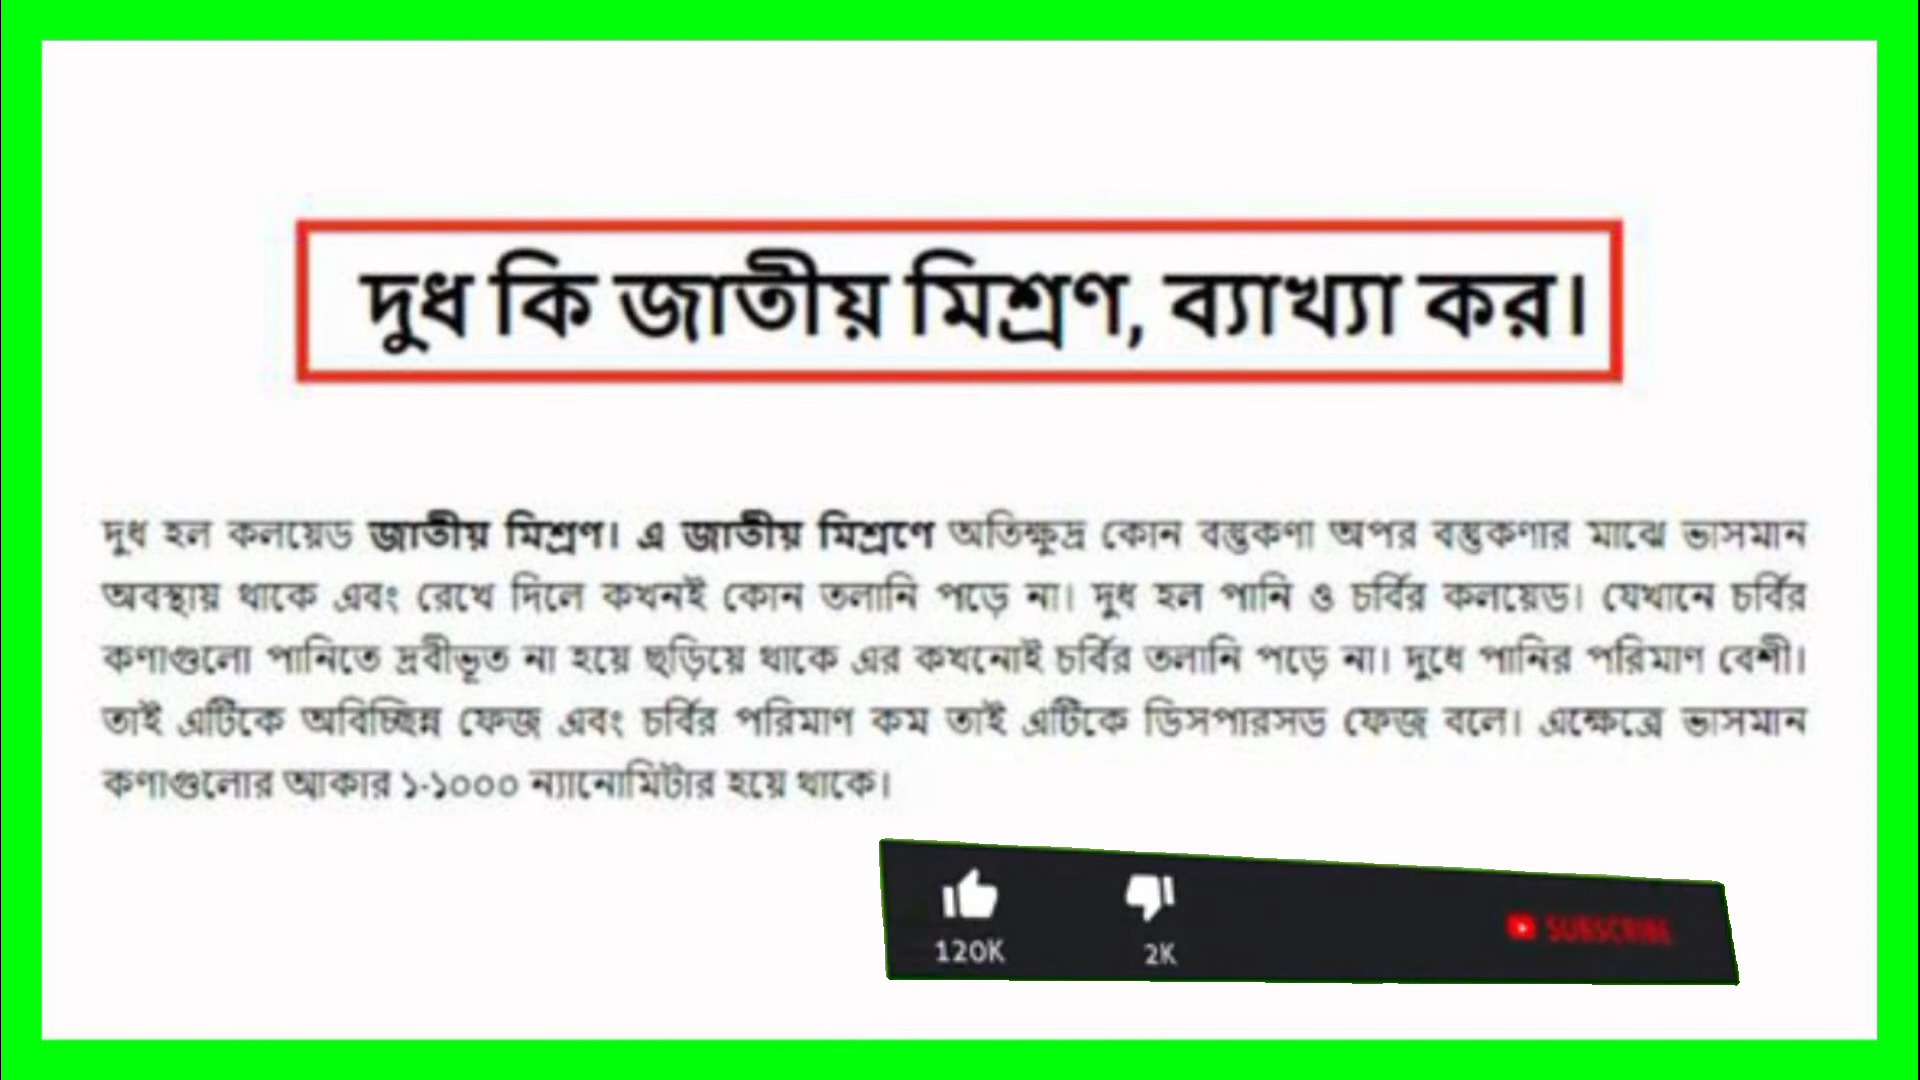 দুধ কি জাতীয় মিশ্রণ, ব্যাখ্যা কর।
দুধ হল কলয়েড জাতীয় মিশ্রণ। এ জাতীয় মিশ্রণে অতিক্ষুদ্র কোন বস্তুকণা অপর বস্তুকণার মাঝে ভাসমান
অবস্থায় থাকে এবং রেখে দিলে কখনই কোন তলানি পড়ে না। দুধ হল পানি ও চর্বির কলয়েড। যেখানে চর্বির
কণাগুলো পানিতে দ্রবীভূত না হয়ে ছড়িয়ে থাকে এর কখনোই চর্বির তলানি পড়ে না। দুধে পানির পরিমাণ বেশী।
তাই এটিকে অবিচ্ছিন্ন ফেজ এবং চর্বির পরিমাণ কম তাই এটিকে ডিসপারসড ফেজ বলে। এক্ষেত্রে ভাসমান
কণাগুলোর আকার ১-১০০০ ন্যানোমিটার হয়ে থাকে।
120K 2K SUBSCRIBE